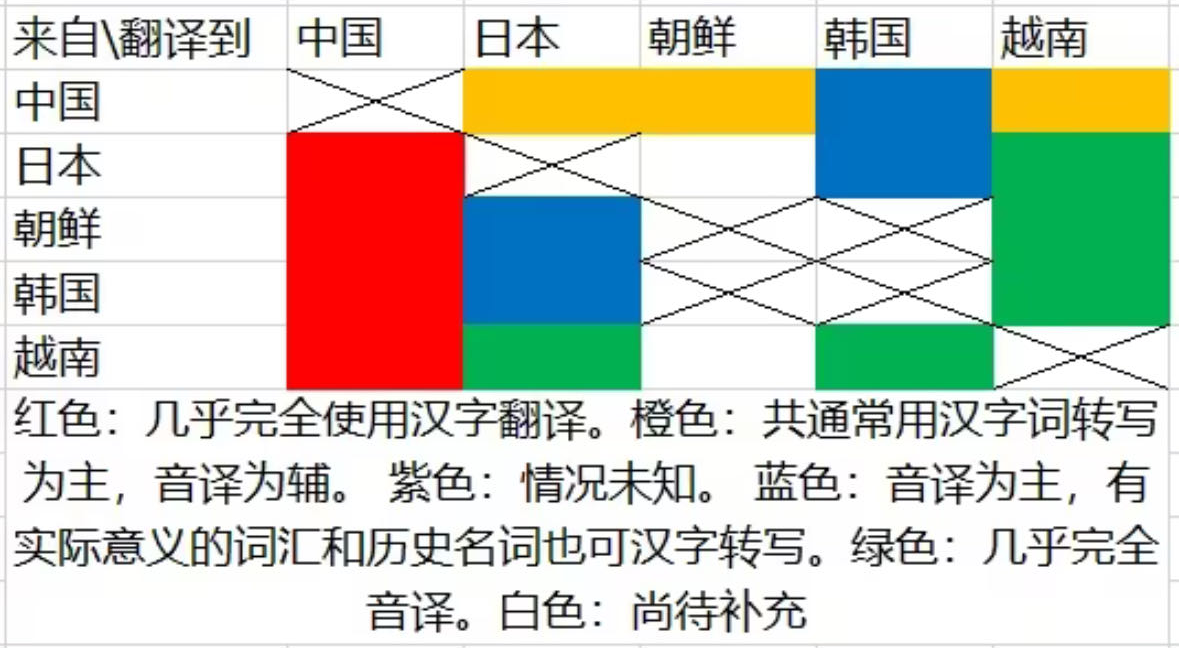 来自\翻译到 中国 日本 朝鲜 韩国 越南
中国
日本
朝鲜
韩国
越南
红色：几乎完全使用汉字翻译。橙色：共通常用汉字词转写
为主，音译为辅。 紫色：情况未知。 蓝色：音译为主，有
实际意义的词汇和历史名词也可汉字转写。绿色：几乎完全
音译。白色：尚待补充